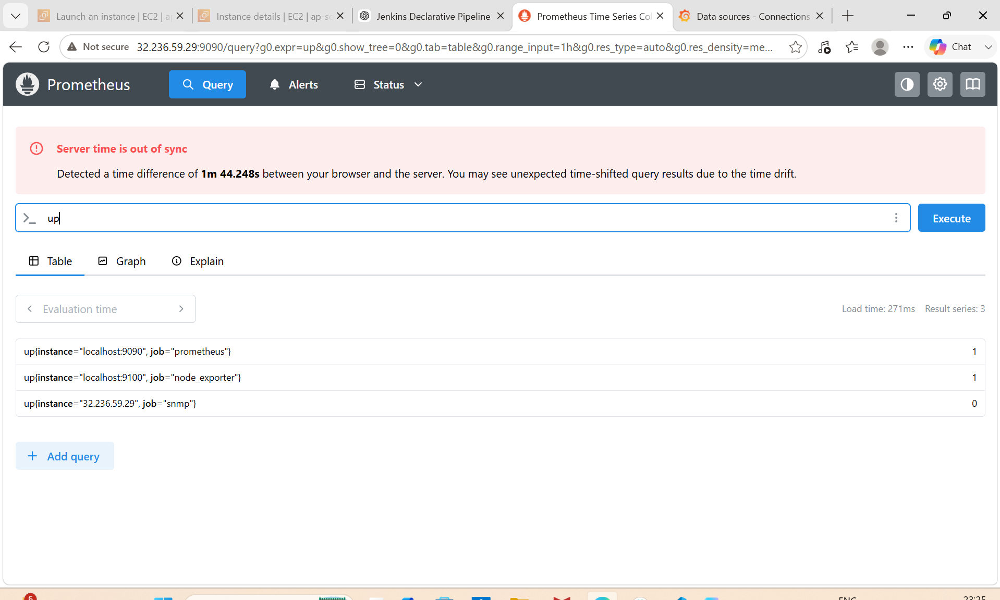 Launch an instance | EC2 | a
Instance details | EC2 | ap-so
Jenkins Declarative Pipeline
Prometheus Time Series Col
Data sources - Connections
Not secure 32.236.59.29:9090/query?g0.expr=up&g0.show_tree=0&g0.tab=table&g0.range_input=1h&g0.res_type=auto&g0.res_density=me...
Chat
Prometheus
Query
Alerts
Status
Server time is out of sync
Detected a time difference of 1m 44.248s between your browser and the server. You may see unexpected time-shifted query results due to the time drift.
up
Execute
Table
Graph
Explain
Evaluation time
Load time: 271ms Result series: 3
up{instance="localhost:9090", job="prometheus"} 1
up{instance="localhost:9100", job="node_exporter"} 1
up{instance="32.236.59.29", job="snmp"} 0
+ Add query
6
ENG
23:25